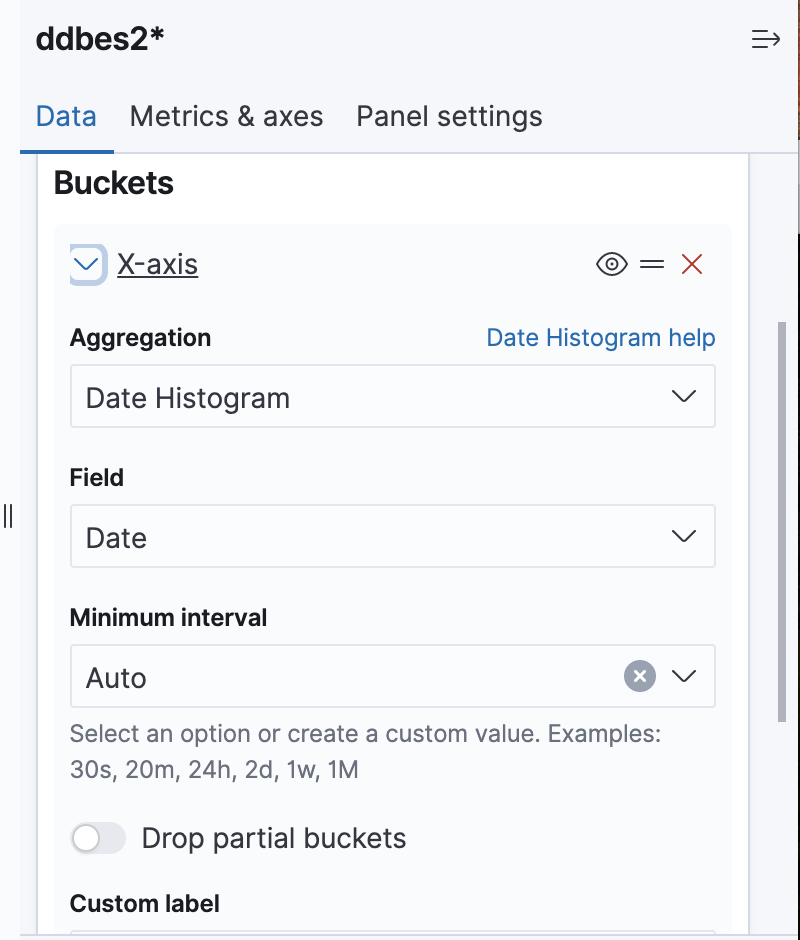 ddbes2*
Data Metrics & axes Panel settings
Buckets
X-axis
Aggregation Date Histogram help
Date Histogram
Field
Date
Minimum interval
Auto
Select an option or create a custom value. Examples:
30s, 20m, 24h, 2d, 1w, 1M
Drop partial buckets
Custom label